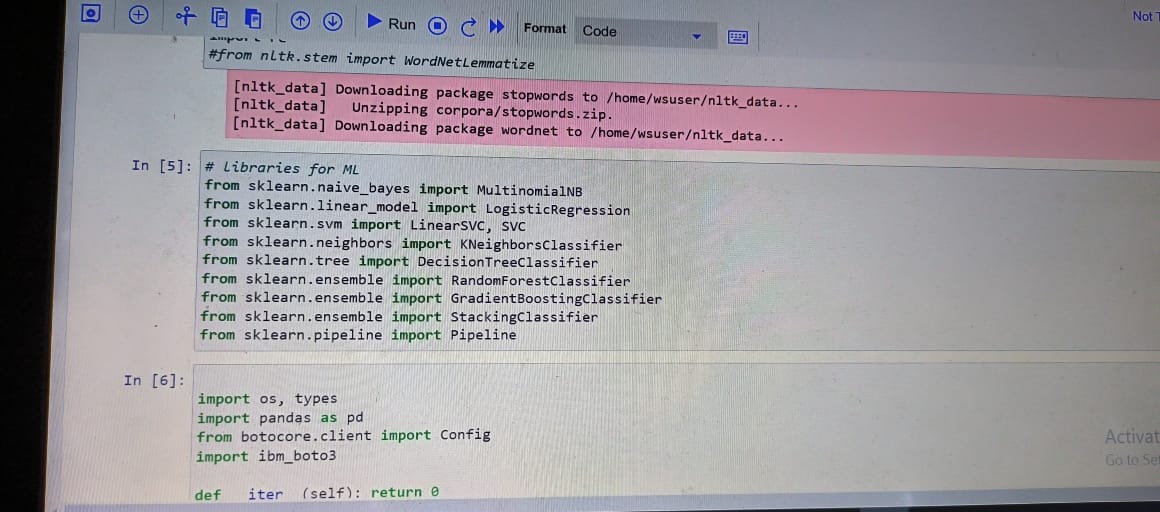 Run
Format
Code
Not
#from nltk.stem import WordNetLemmatize
[nltk_data] Downloading package stopwords to /home/wsuser/nltk_data...
[nltk_data]   Unzipping corpora/stopwords.zip.
[nltk_data] Downloading package wordnet to /home/wsuser/nltk_data...
In [5]:
# Libraries for ML
from sklearn.naive_bayes import MultinomialNB
from sklearn.linear_model import LogisticRegression
from sklearn.svm import LinearSVC, SVC
from sklearn.neighbors import KNeighborsClassifier
from sklearn.tree import DecisionTreeClassifier
from sklearn.ensemble import RandomForestClassifier
from sklearn.ensemble import GradientBoostingClassifier
from sklearn.ensemble import StackingClassifier
from sklearn.pipeline import Pipeline
In [6]:
import os, types
import pandas as pd
from botocore.client import Config
import ibm_boto3
def __iter__(self): return 0
Activat
Go to Set